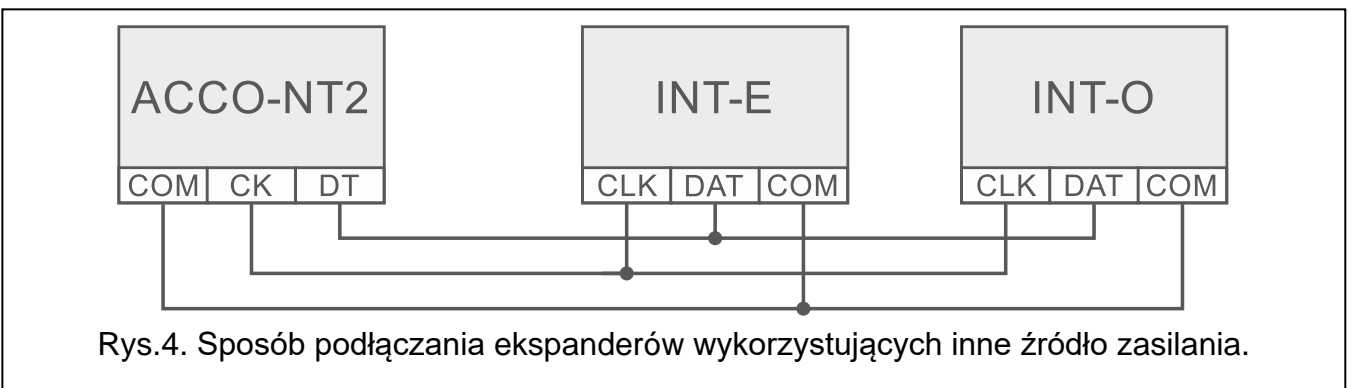 ACCO-NT2 INT-E INT-O
COM CK DT CLK DAT COM CLK DAT COM
Rys.4. Sposób podłączania ekspanderów wykorzystujących inne źródło zasilania.